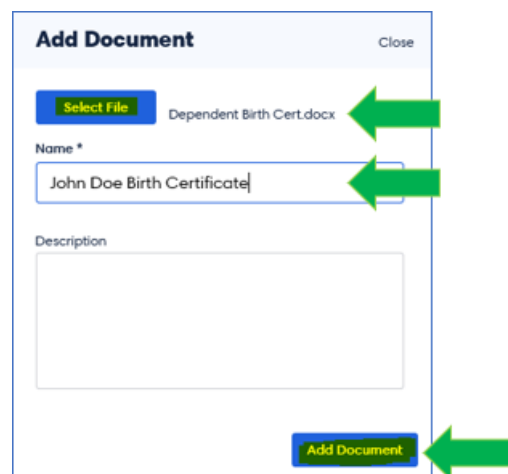 Add Document Close
Select File Dependent Birth Cert.docx
Name *
John Doe Birth Certificate
Description
Add Document